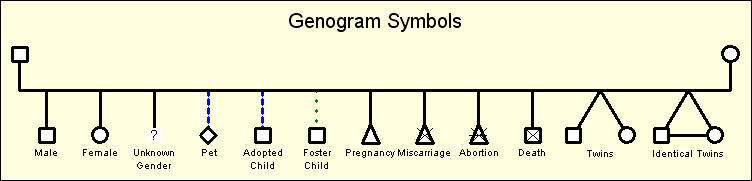 Genogram Symbols
?
Male Female Unknown Pet Adopted Foster Pregnancy Miscarriage Abortion Death Twins Identical Twins
Gender Child Child